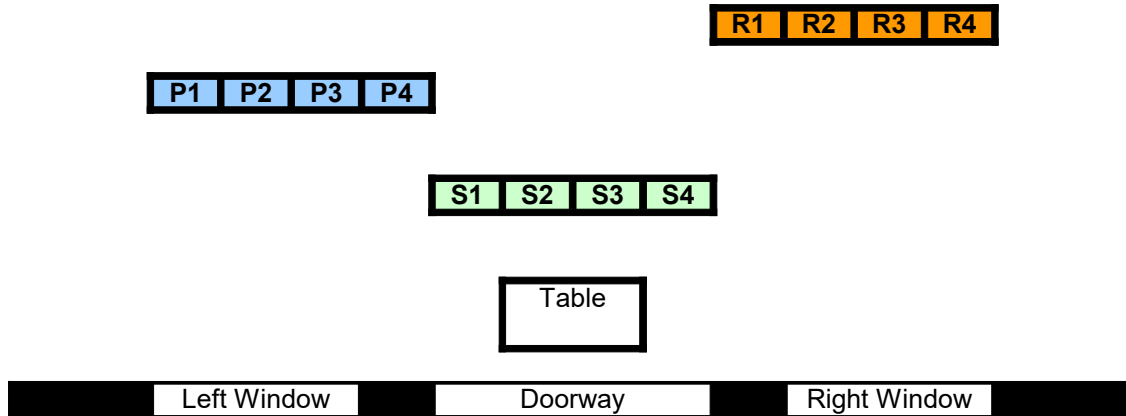 R1 R2 R3 R4
P1 P2 P3 P4
S1 S2 S3 S4
Table
Left Window Doorway Right Window